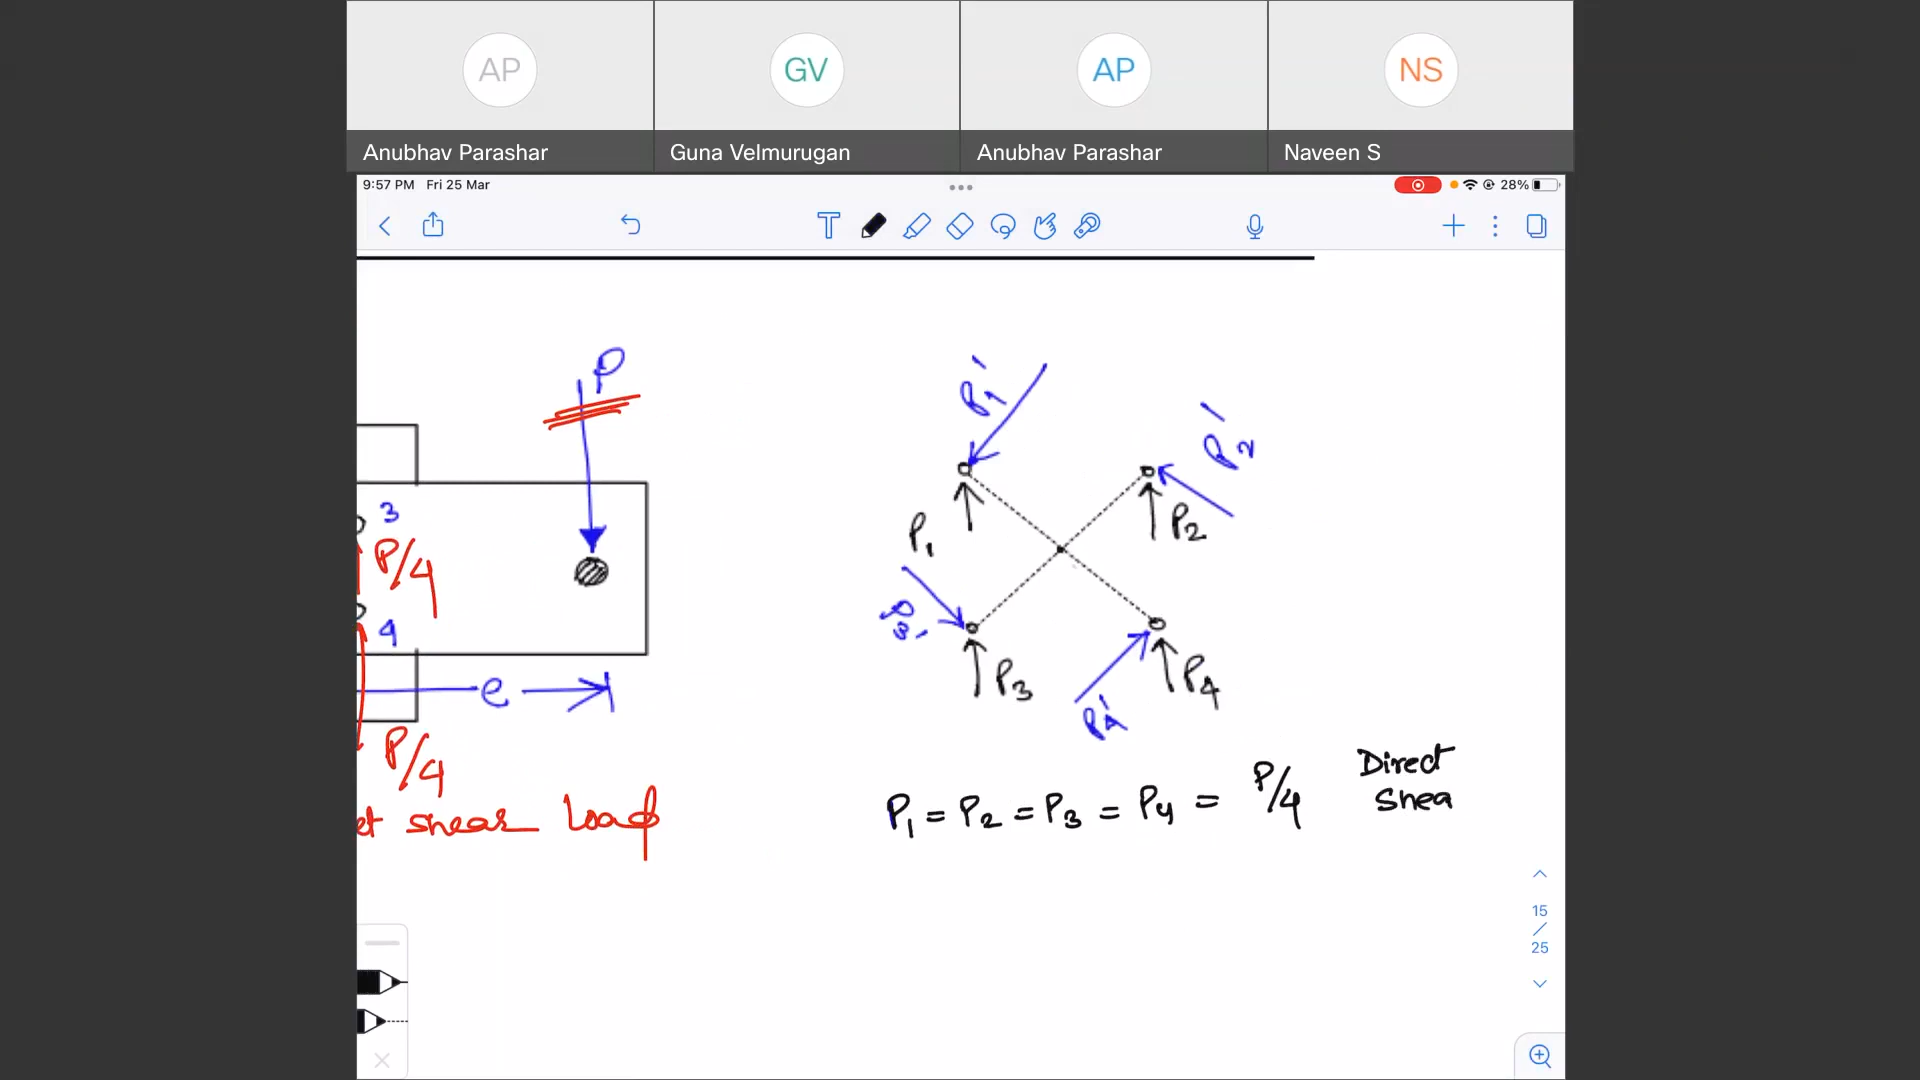 AP
GV
AP
NS
Anubhav Parashar
Guna Velmurugan
Anubhav Parashar
Naveen S
9:57 PM Fri 25 Mar
28%
T
P
3
P/4
4
e
P/4
et shear load
P1'
P2'
P1
P2
P3'
P3
P4
P4'
P1 = P2 = P3 = P4 = P/4
Direct
Shea
15
/
25